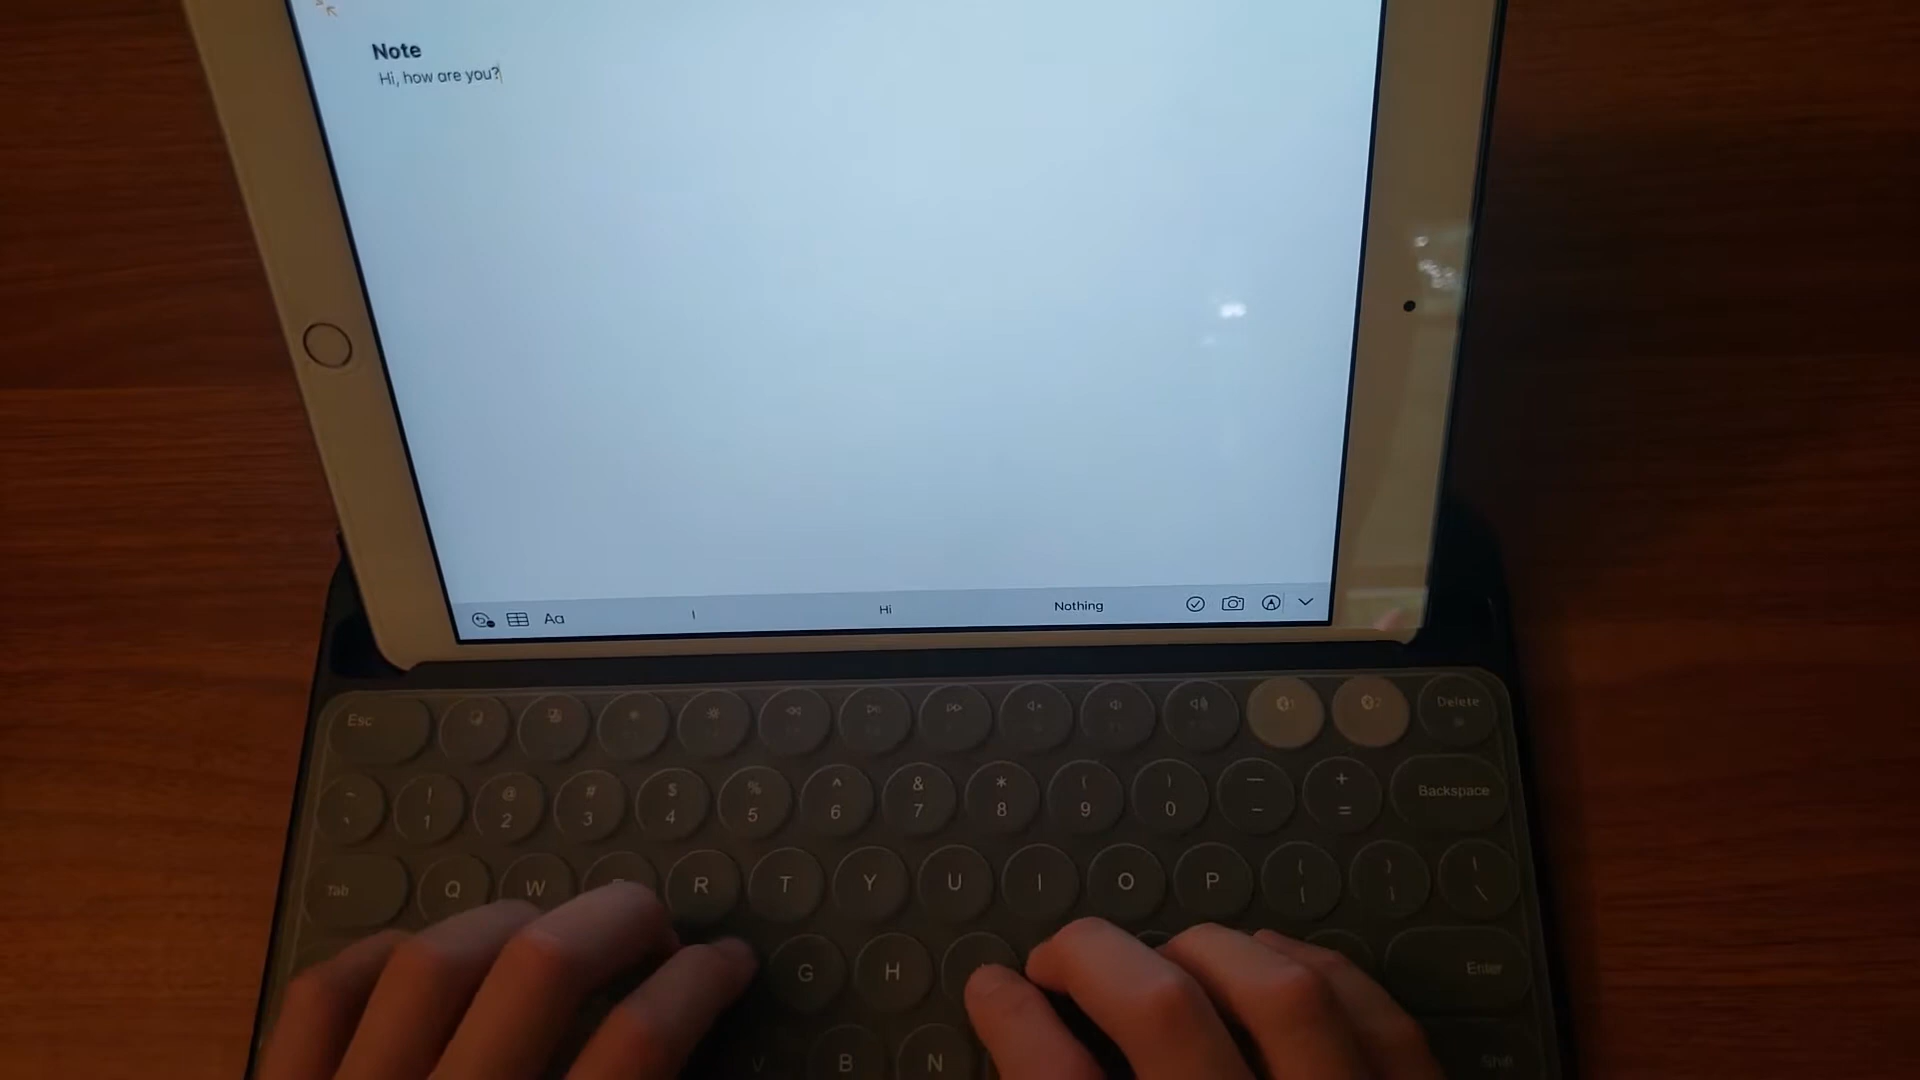 Note
Hi, how are you?
Aa
I
Hi
Nothing
Esc
Delete
~ `
! 1
@ 2
# 3
$ 4
% 5
^ 6
& 7
* 8
( 9
) 0
— -
+ =
Backspace
Tab
Q
W
R
T
Y
U
I
O
P
{ [
} ]
| \
G
H
Enter
V
B
N
Shift